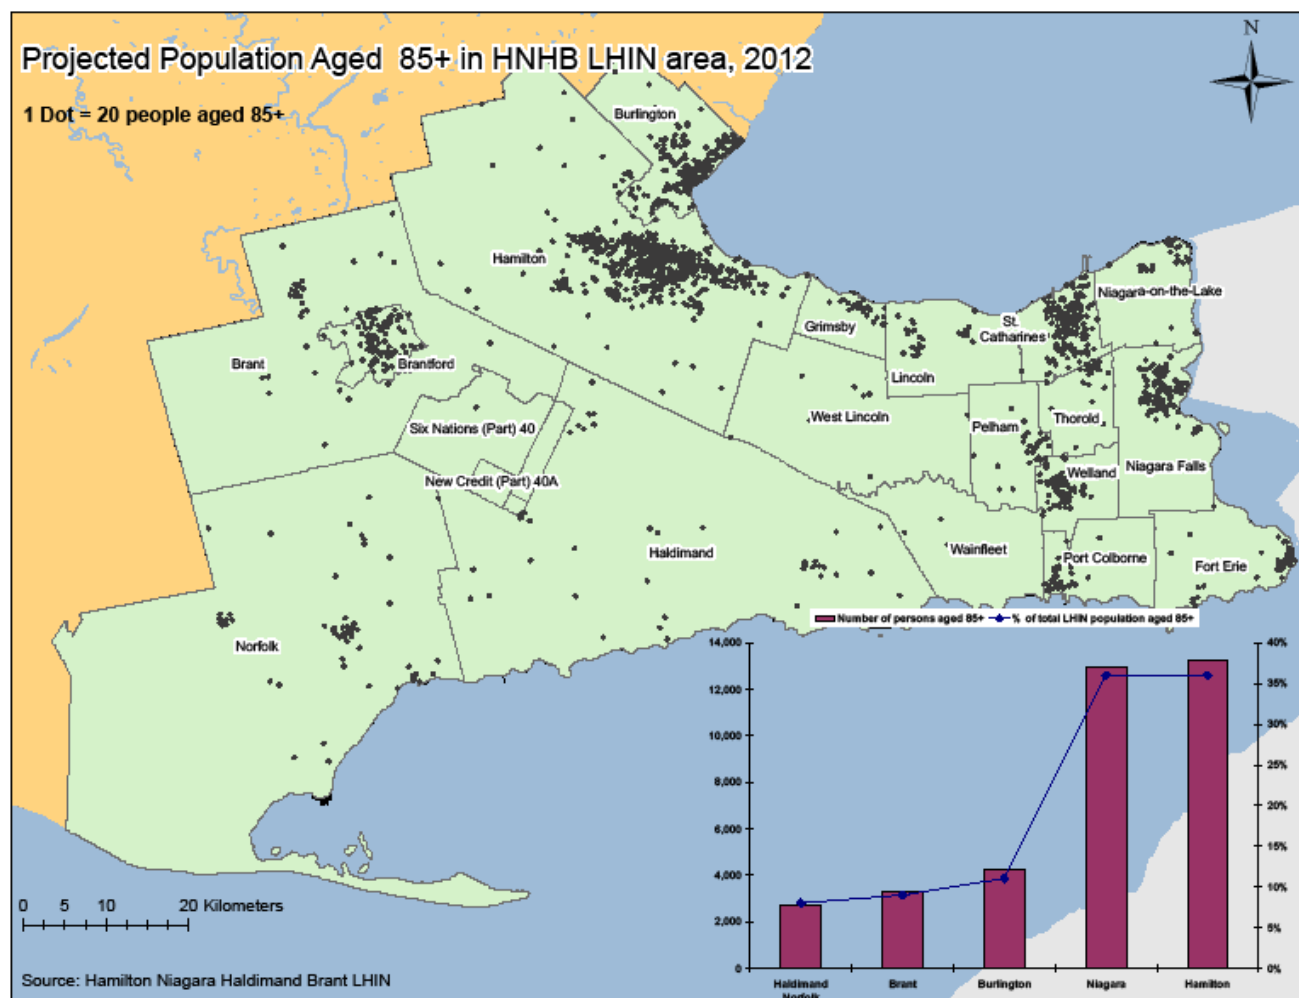 Projected Population Aged 85+ in HNHB LHIN area, 2012
N
1 Dot = 20 people aged 85+
Burlington
Hamilton
Niagara-on-the-Lake
Grimsby
St.
Catharines
Brant
Brantford
Lincoln
West Lincoln
Pelham
Thorold
Six Nations (Part) 40
Niagara Falls
Welland
New Credit (Part) 40A
Haldimand
Wainfleet
Port Colborne
Fort Erie
Norfolk
Number of persons aged 85+
% of total LHIN population aged 85+
14,000
12,000
10,000
8,000
6,000
4,000
2,000
0
40%
35%
30%
25%
20%
15%
10%
5%
0%
Haldimand
Norfolk
Brant
Burlington
Niagara
Hamilton
0 5 10 20 Kilometers
Source: Hamilton Niagara Haldimand Brant LHIN